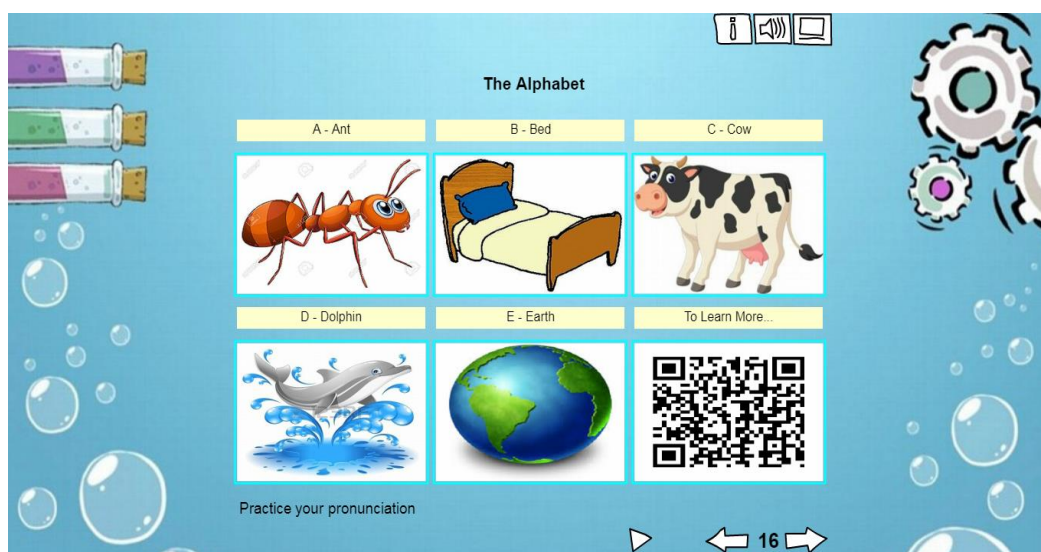 i
The Alphabet
A - Ant
B - Bed
C - Cow
D - Dolphin
E - Earth
To Learn More...
Practice your pronunciation
16